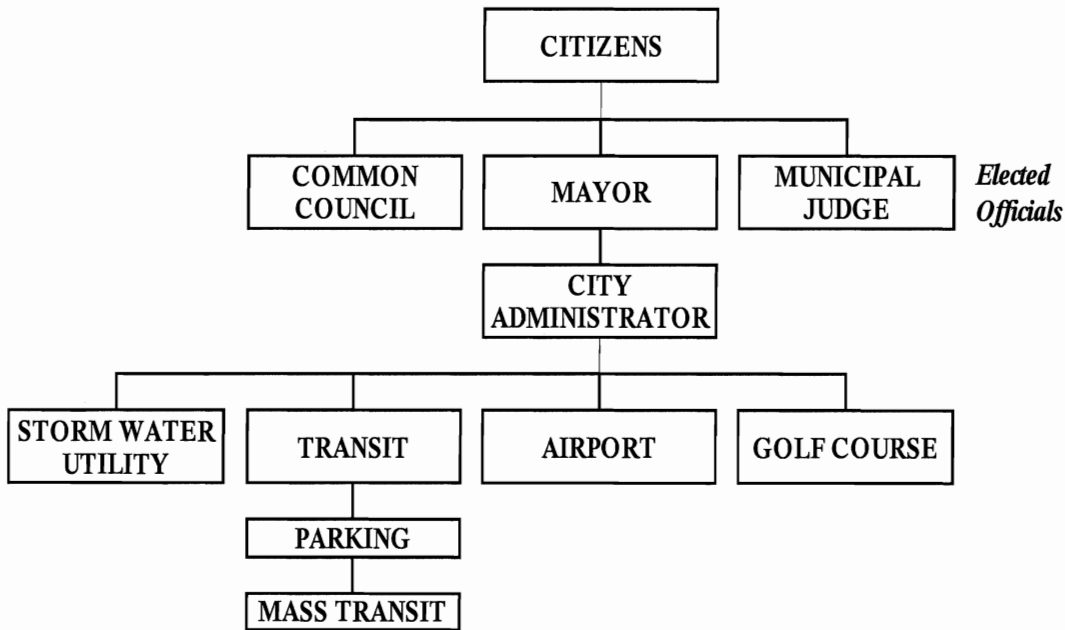 CITIZENS
COMMON
COUNCIL
MAYOR
MUNICIPAL
JUDGE
Elected
Officials
CITY
ADMINISTRATOR
STORM WATER
UTILITY
TRANSIT
AIRPORT
GOLF COURSE
PARKING
MASS TRANSIT